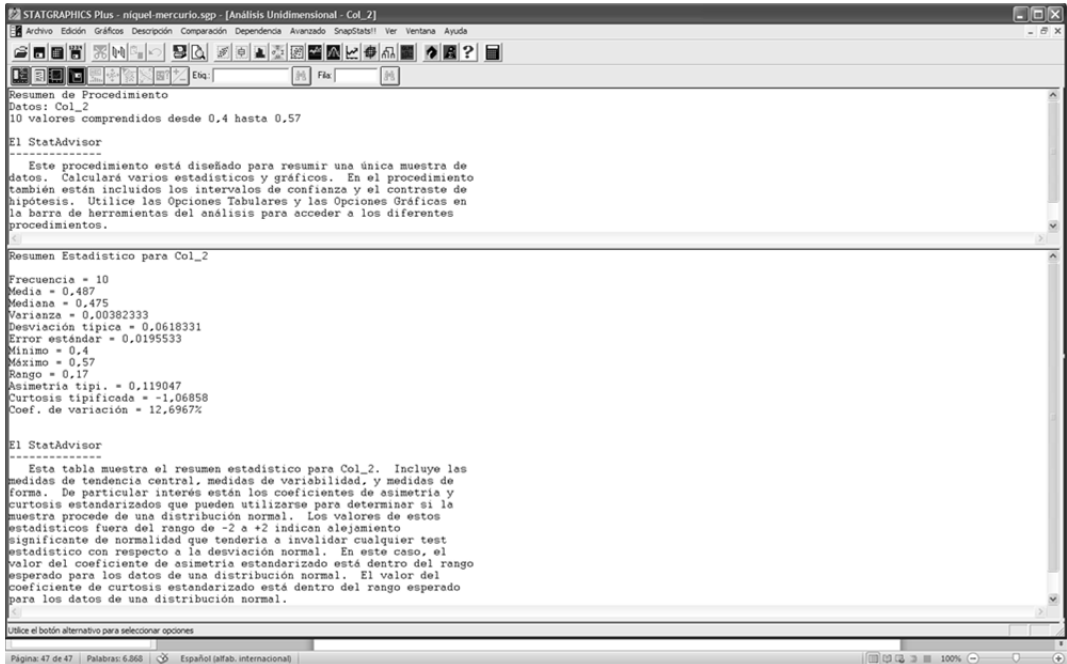 STATGRAPHICS Plus - niquel-mercurio.sgp - [Análisis Unidimensional - Col_2]
Archivo Edición Gráficos Descripción Comparación Dependencia Avanzado SnapStats!! Ver Ventana Ayuda
Etiq.: Fila:
Resumen de Procedimiento
Datos: Col_2
10 valores comprendidos desde 0,4 hasta 0,57
El StatAdvisor
--------------
Este procedimiento está diseñado para resumir una única muestra de
datos. Calculará varios estadísticos y gráficos. En el procedimiento
también están incluidos los intervalos de confianza y el contraste de
hipótesis. Utilice las Opciones Tabulares y las Opciones Gráficas en
la barra de herramientas del análisis para acceder a los diferentes
procedimientos.
Resumen Estadístico para Col_2
Frecuencia = 10
Media = 0,487
Mediana = 0,475
Varianza = 0,00382333
Desviación típica = 0,0618331
Error estándar = 0,0195533
Mínimo = 0,4
Máximo = 0,57
Rango = 0,17
Asimetría tipi. = 0,119047
Curtosis tipificada = -1,06858
Coef. de variación = 12,6967%
El StatAdvisor
--------------
Esta tabla muestra el resumen estadístico para Col_2. Incluye las
medidas de tendencia central, medidas de variabilidad, y medidas de
forma. De particular interés están los coeficientes de asimetría y
curtosis estandarizados que pueden utilizarse para determinar si la
muestra procede de una distribución normal. Los valores de estos
estadísticos fuera del rango de -2 a +2 indican alejamiento
significante de normalidad que tendería a invalidar cualquier test
estadístico con respecto a la desviación normal. En este caso, el
valor del coeficiente de asimetría estandarizado está dentro del rango
esperado para los datos de una distribución normal. El valor del
coeficiente de curtosis estandarizado está dentro del rango esperado
para los datos de una distribución normal.
Utilice el botón alternativo para seleccionar opciones
Página: 47 de 47 Palabras: 6.868 Español (alfab. internacional) 100%